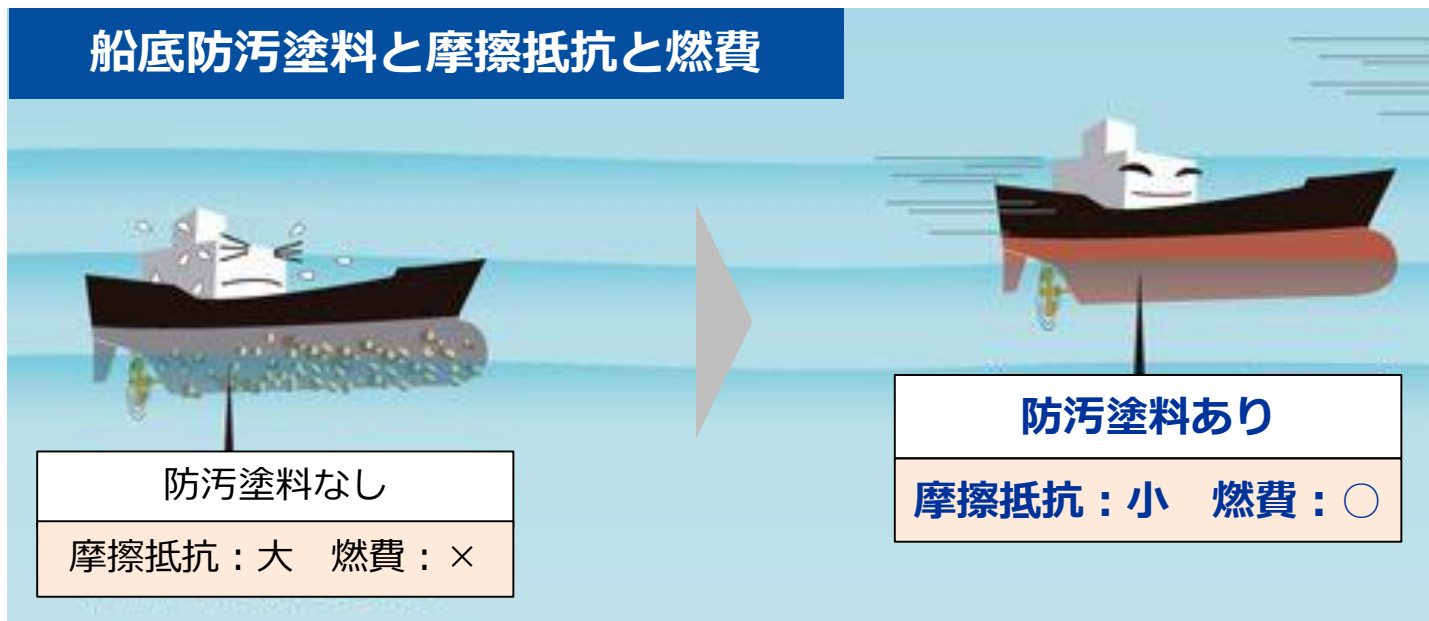 船底防汚塗料と摩擦抵抗と燃費
防汚塗料なし
摩擦抵抗：大　燃費：×
防汚塗料あり
摩擦抵抗：小　燃費：○